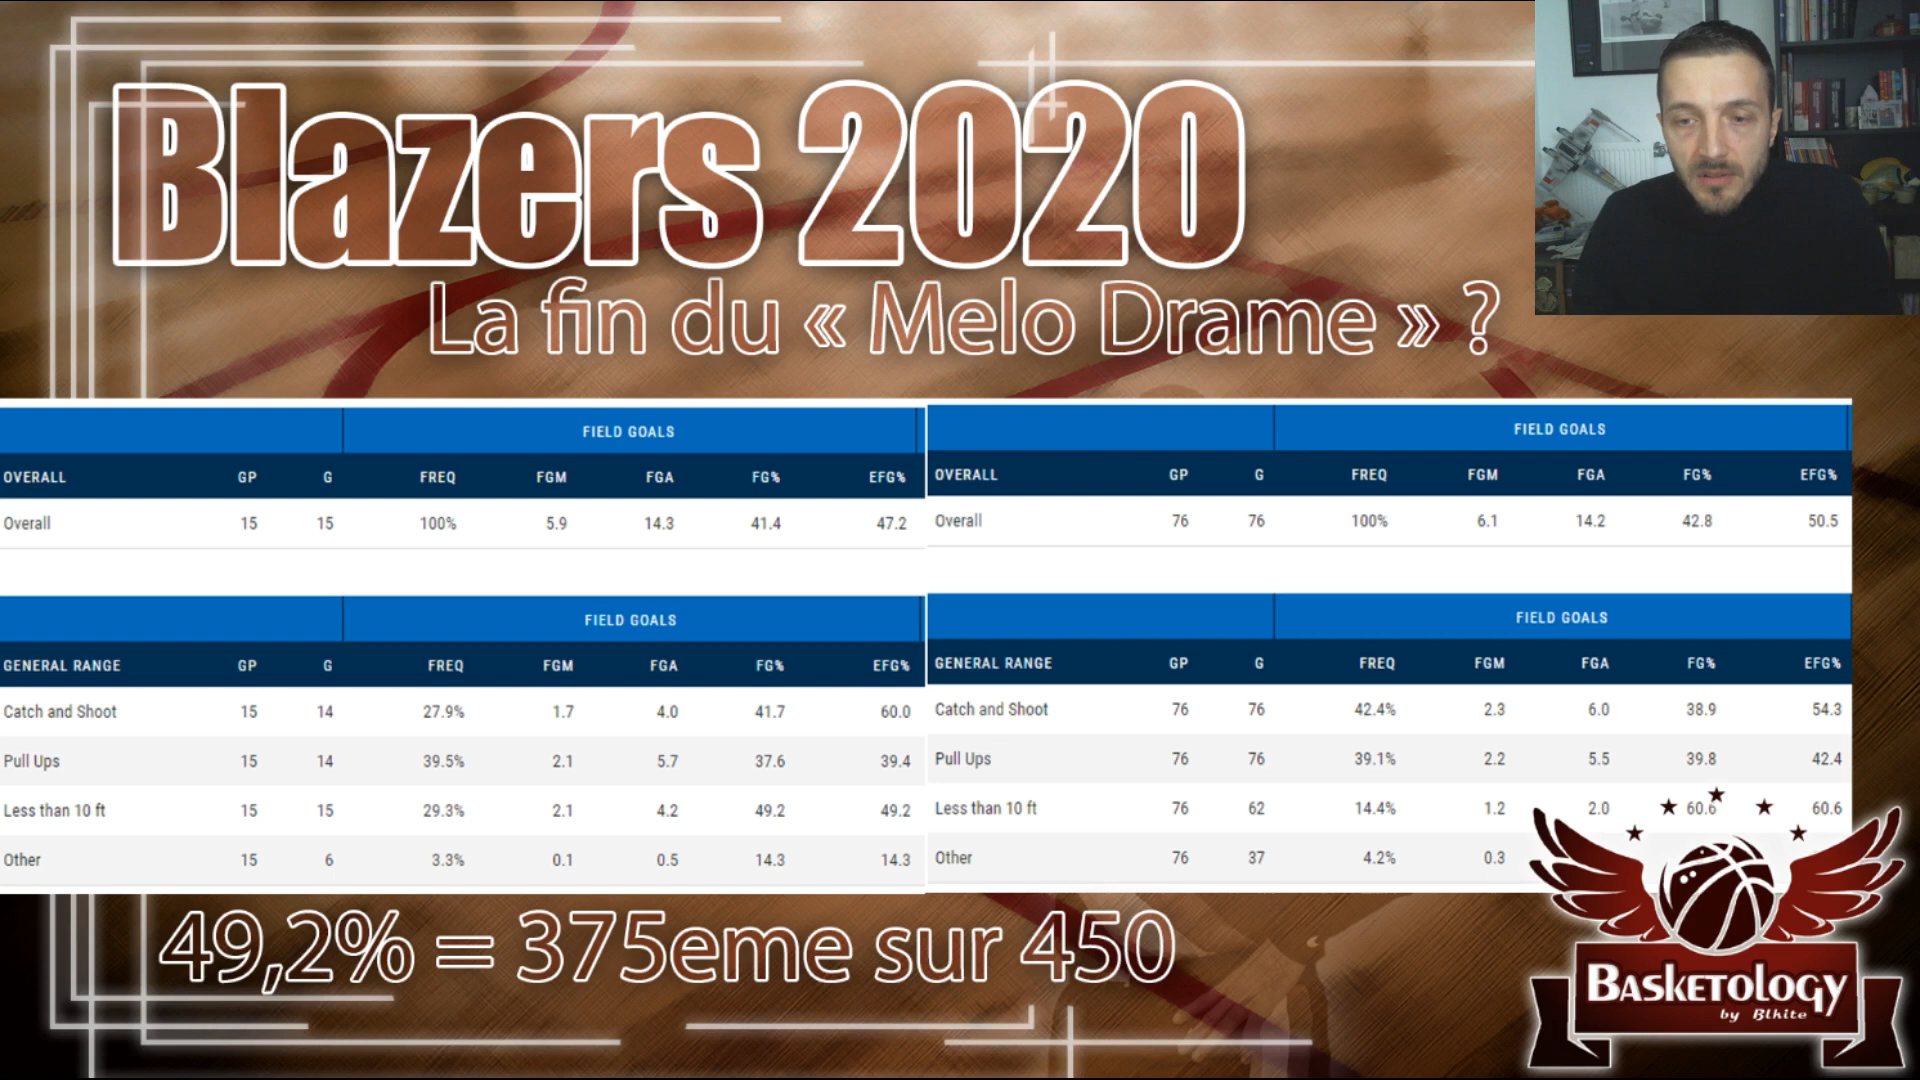 Blazers 2020
La fin du « Melo Drame » ?
FIELD GOALS
OVERALL GP G FREQ FGM FGA FG% EFG%
Overall 15 15 100% 5.9 14.3 41.4 47.2
FIELD GOALS
GENERAL RANGE GP G FREQ FGM FGA FG% EFG%
Catch and Shoot 15 14 27.9% 1.7 4.0 41.7 60.0
Pull Ups 15 14 39.5% 2.1 5.7 37.6 39.4
Less than 10 ft 15 15 29.3% 2.1 4.2 49.2 49.2
Other 15 6 3.3% 0.1 0.5 14.3 14.3
FIELD GOALS
OVERALL GP G FREQ FGM FGA FG% EFG%
Overall 76 76 100% 6.1 14.2 42.8 50.5
FIELD GOALS
GENERAL RANGE GP G FREQ FGM FGA FG% EFG%
Catch and Shoot 76 76 42.4% 2.3 6.0 38.9 54.3
Pull Ups 76 76 39.1% 2.2 5.5 39.8 42.4
Less than 10 ft 76 62 14.4% 1.2 2.0 60.6 60.6
Other 76 37 4.2% 0.3
49,2% = 375eme sur 450
BASKETOLOGY
by Blhite